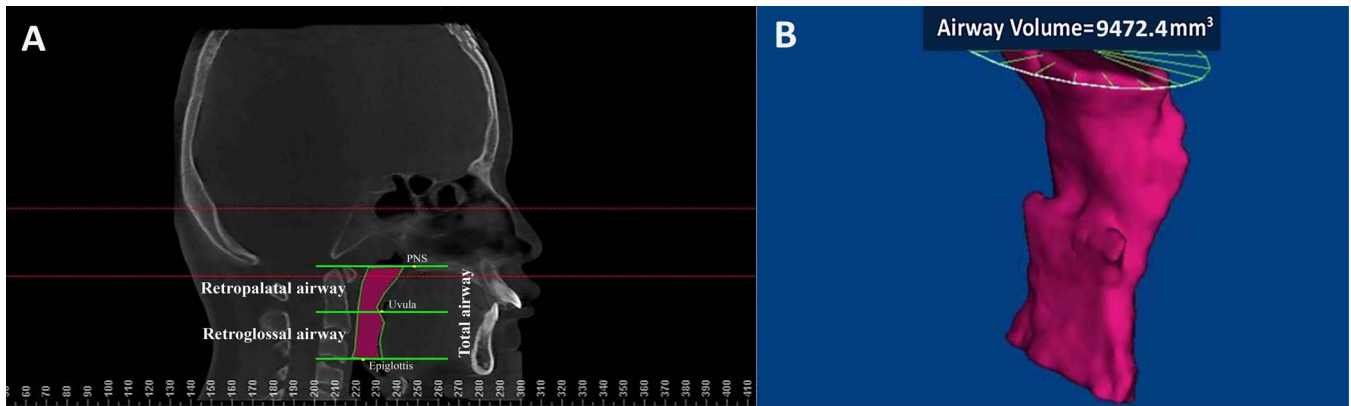 A
PNS
Retropalatal airway
Uvula
Retroglossal airway
Total airway
Epiglottis
60 70 80 90 100 110 120 130 140 150 160 170 180 190 200 210 220 230 240 250 260 270 280 290 300 310 320 330 340 350 360 370 380 390 400 410
B
Airway Volume=9472.4mm³